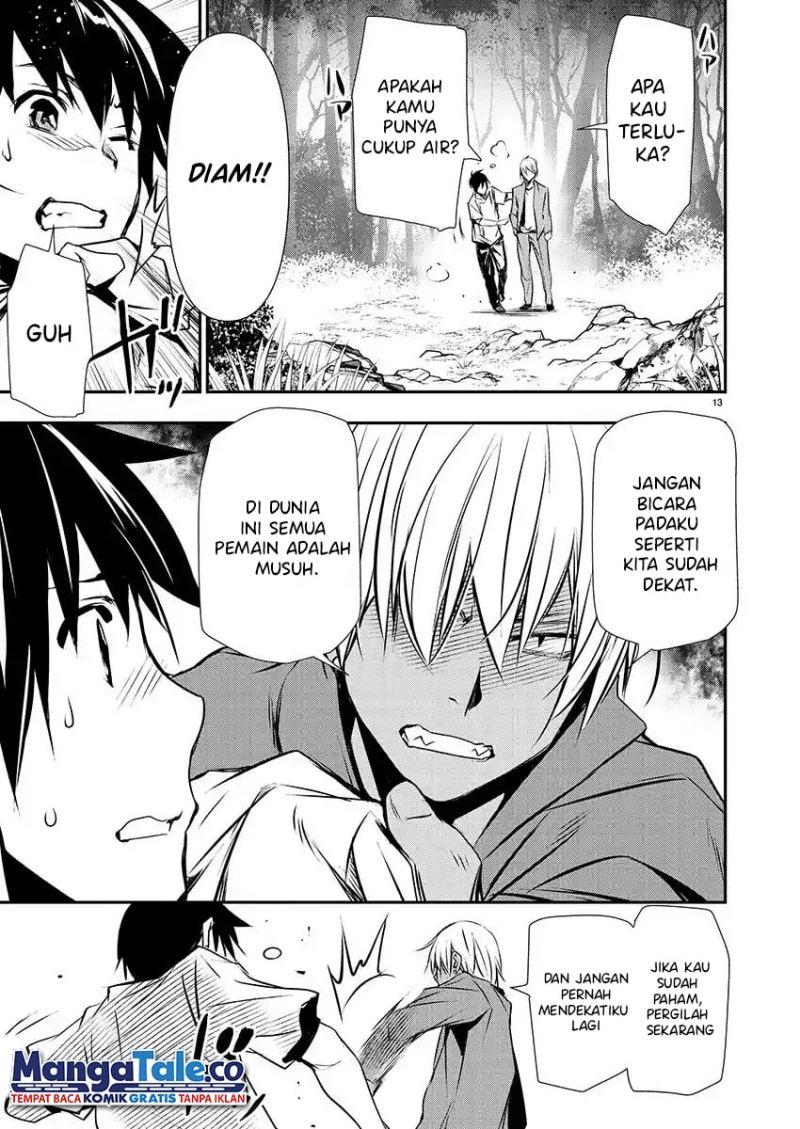 APA
KAU
TERLU-
KA?
APAKAH
KAMU
PUNYA
CUKUP AIR?
DIAM!!
GUH
13
JANGAN
BICARA
PADAKU
SEPERTI
KITA SUDAH
DEKAT.
DI DUNIA
INI SEMUA
PEMAIN ADALAH
MUSUH.
JIKA KAU
SUDAH
PAHAM,
PERGILAH
SEKARANG
DAN JANGAN
PERNAH
MENDEKATIKU
LAGI
MangaTale.co
TEMPAT BACA KOMIK GRATIS TANPA IKLAN